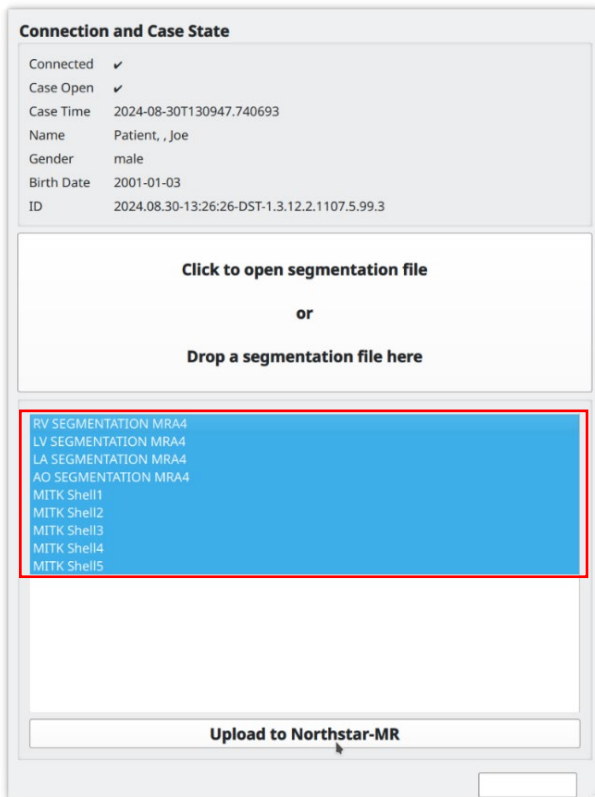 Connection and Case State
Connected ✔
Case Open ✔
Case Time 2024-08-30T130947.740693
Name Patient, , Joe
Gender male
Birth Date 2001-01-03
ID 2024.08.30-13:26:26-DST-1.3.12.2.1107.5.99.3
Click to open segmentation file
or
Drop a segmentation file here
RV SEGMENTATION MRA4
LV SEGMENTATION MRA4
LA SEGMENTATION MRA4
AO SEGMENTATION MRA4
MITK Shell1
MITK Shell2
MITK Shell3
MITK Shell4
MITK Shell5
Upload to Northstar-MR